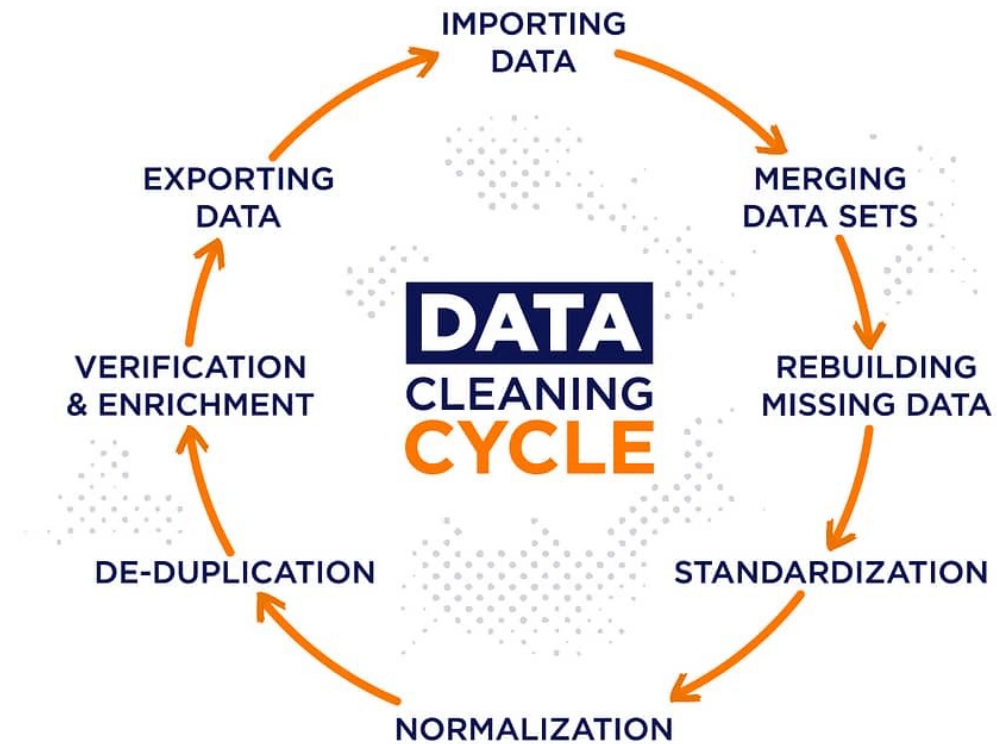 IMPORTING
DATA
MERGING
DATA SETS
REBUILDING
MISSING DATA
STANDARDIZATION
NORMALIZATION
DE-DUPLICATION
VERIFICATION
& ENRICHMENT
EXPORTING
DATA
DATA
CLEANING
CYCLE